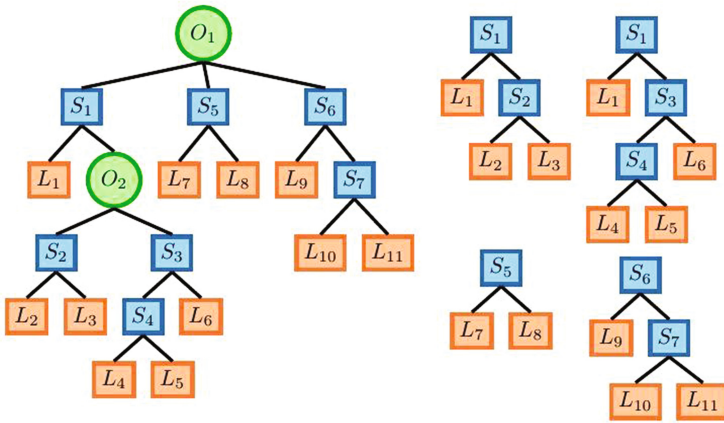 O₁
S₁ S₅ S₆
L₁ O₂ L₇ L₈ L₉ S₇
S₂ S₃ L₁₀ L₁₁
L₂ L₃ S₄ L₆
L₄ L₅
S₁
L₁ S₂
L₂ L₃
S₁
L₁ S₃
S₄ L₆
L₄ L₅
S₅
L₇ L₈
S₆
L₉ S₇
L₁₀ L₁₁